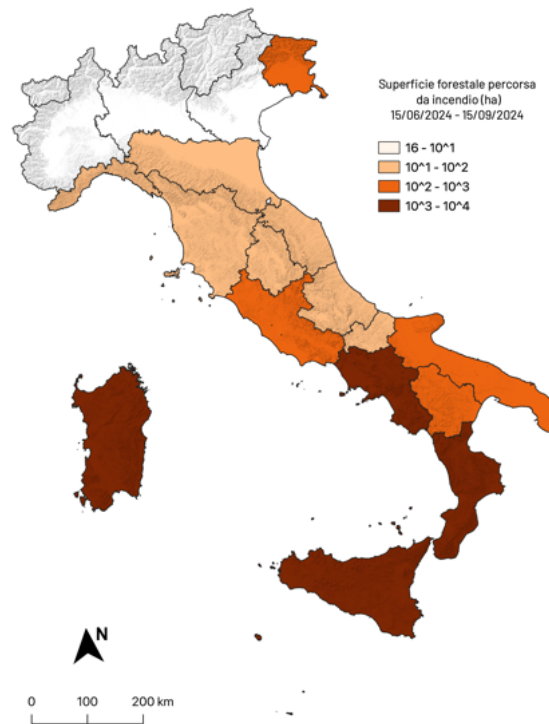 Superficie forestale percorsa
da incendio (ha)
15/06/2024 - 15/09/2024
16 - 10^1
10^1 - 10^2
10^2 - 10^3
10^3 - 10^4
N
0 100 200 km